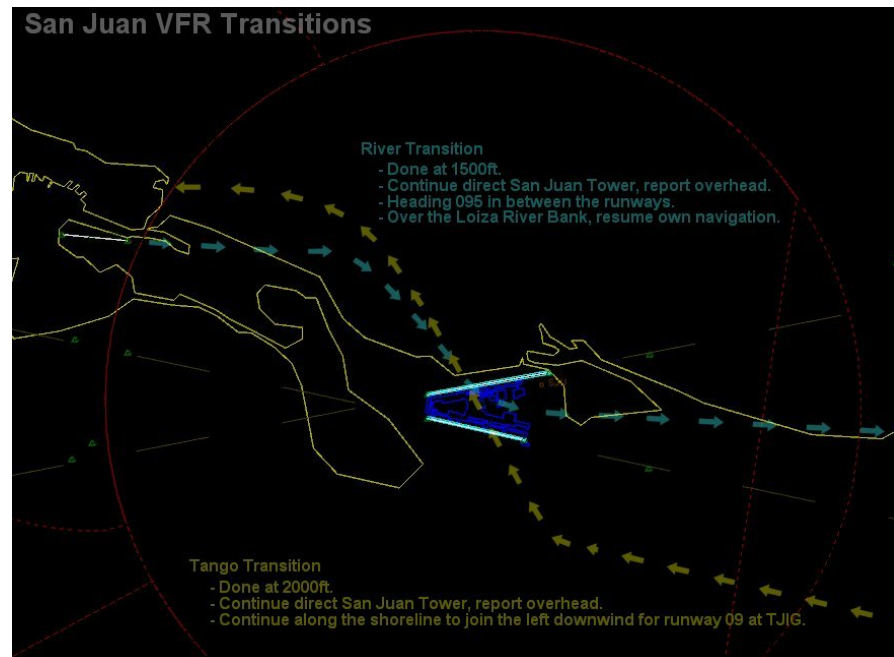 San Juan VFR Transitions
River Transition
- Done at 1500ft.
- Continue direct San Juan Tower, report overhead.
- Heading 095 in between the runways.
- Over the Loiza River Bank, resume own navigation.
Tango Transition
- Done at 2000ft.
- Continue direct San Juan Tower, report overhead.
- Continue along the shoreline to join the left downwind for runway 09 at TJIG.